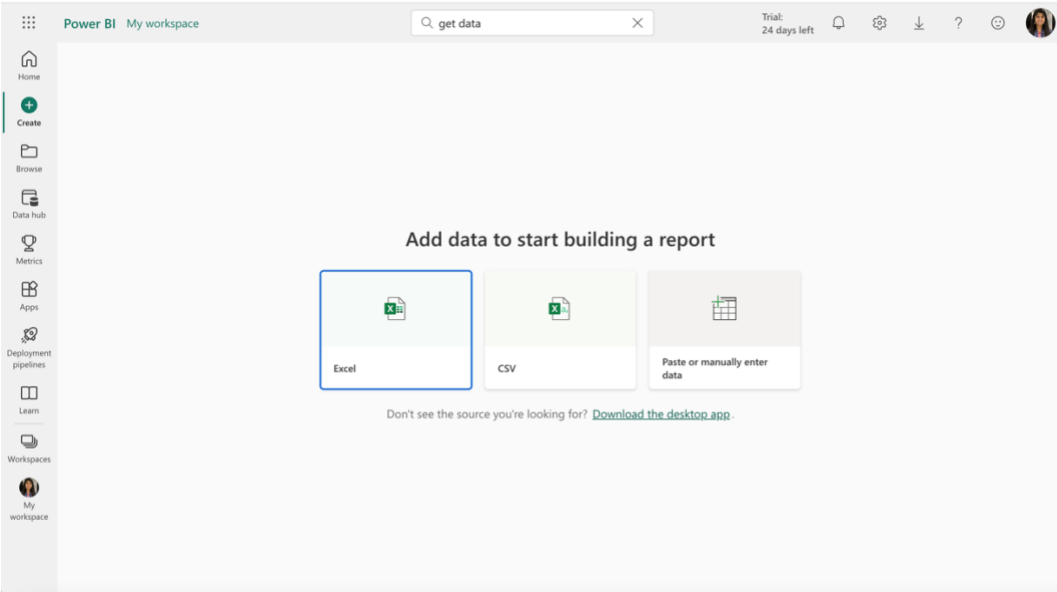 Power BI My workspace
get data
Trial:
24 days left
Home
Create
Browse
Data hub
Metrics
Apps
Deployment
pipelines
Learn
Workspaces
My
workspace
Add data to start building a report
Excel
CSV
Paste or manually enter
data
Don't see the source you're looking for? Download the desktop app.